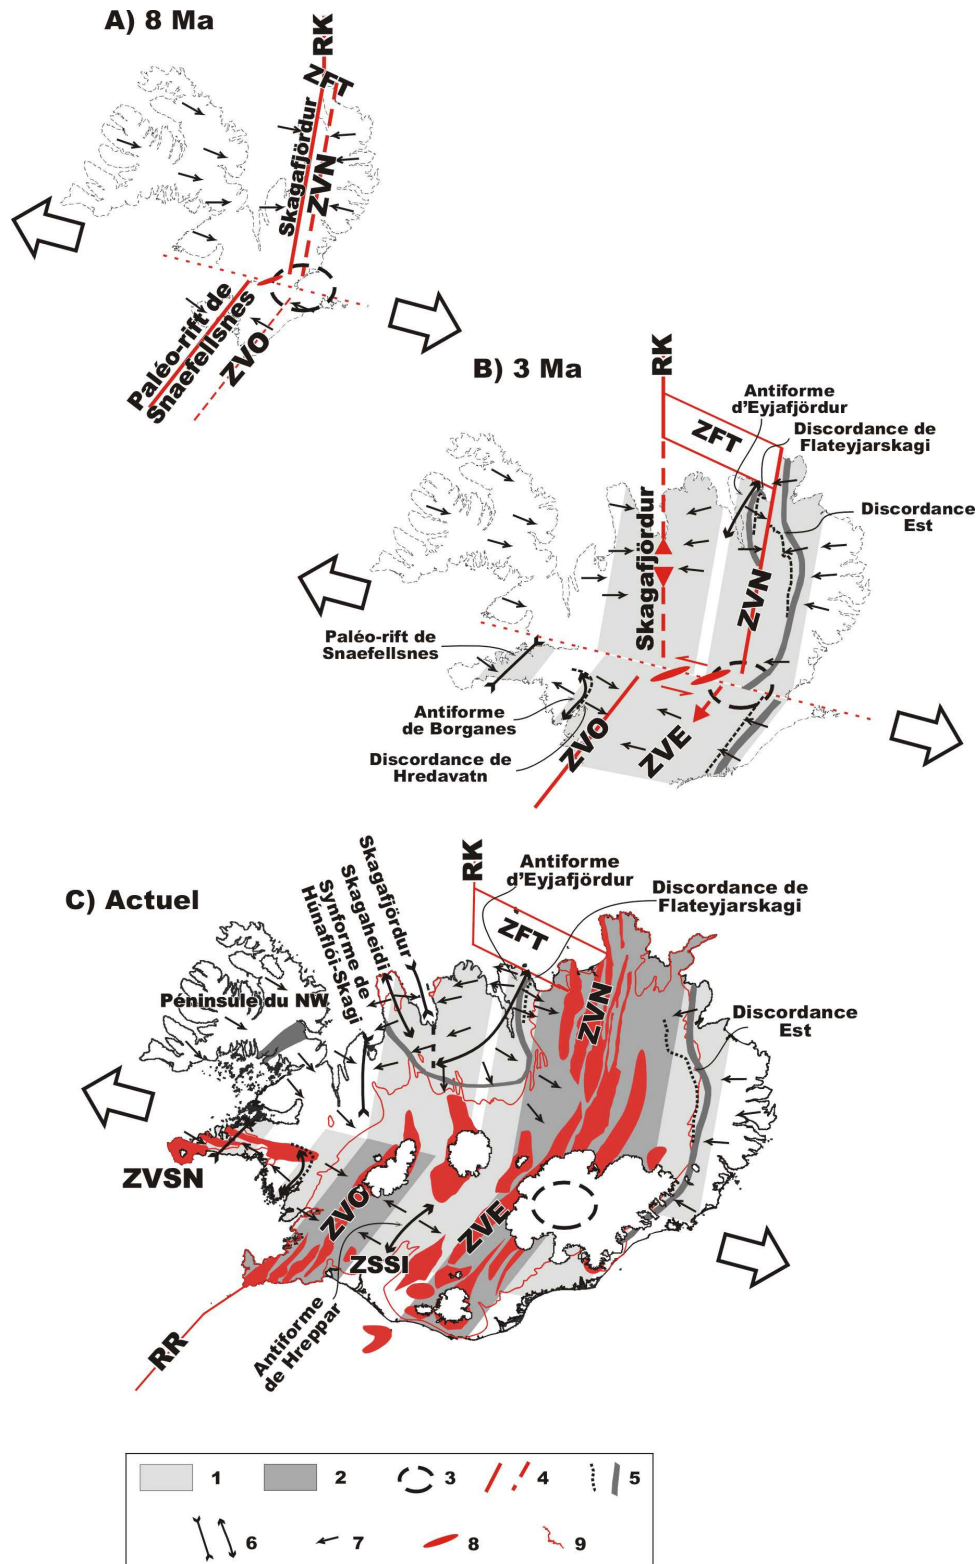 A) 8 Ma
RK
ZFT
Skagafjördur
ZVN
Paléo-rift de
Snaefellsnes
ZVO
B) 3 Ma
RK
Antiforme
d'Eyjafjördur
ZFT
Discordance de
Flateyjarskagi
Discordance
Est
Skagafjördur
ZVN
Paléo-rift de
Snaefellsnes
Antiforme
de Borganes
ZVO
ZVE
Discordance de
Hredavatn
C) Actuel
Skagafjördur
Skagaheidi
Synforme de
Húnaflói-Skagi
RK
Antiforme
d'Eyjafjördur
Discordance de
Flateyjarskagi
ZFT
Péninsule du NW
ZVN
Discordance
Est
ZVSN
ZVO
ZVE
ZSSI
Antiforme
de Hreppar
RR
1 2 3 4 5
6 7 8 9